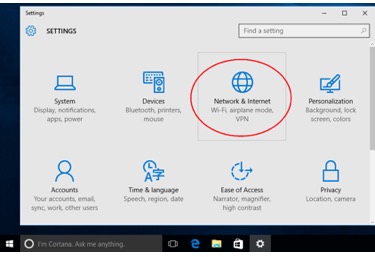 Settings
SETTINGS
Find a setting
System
Display, notifications,
apps, power
Devices
Bluetooth, printers,
mouse
Network & Internet
Wi-Fi, airplane mode,
VPN
Personalization
Background, lock
screen, colors
Accounts
Your accounts, email,
sync, work, other users
Time & language
Speech, region, date
Ease of Access
Narrator, magnifier,
high contrast
Privacy
Location, camera
I'm Cortana. Ask me anything.